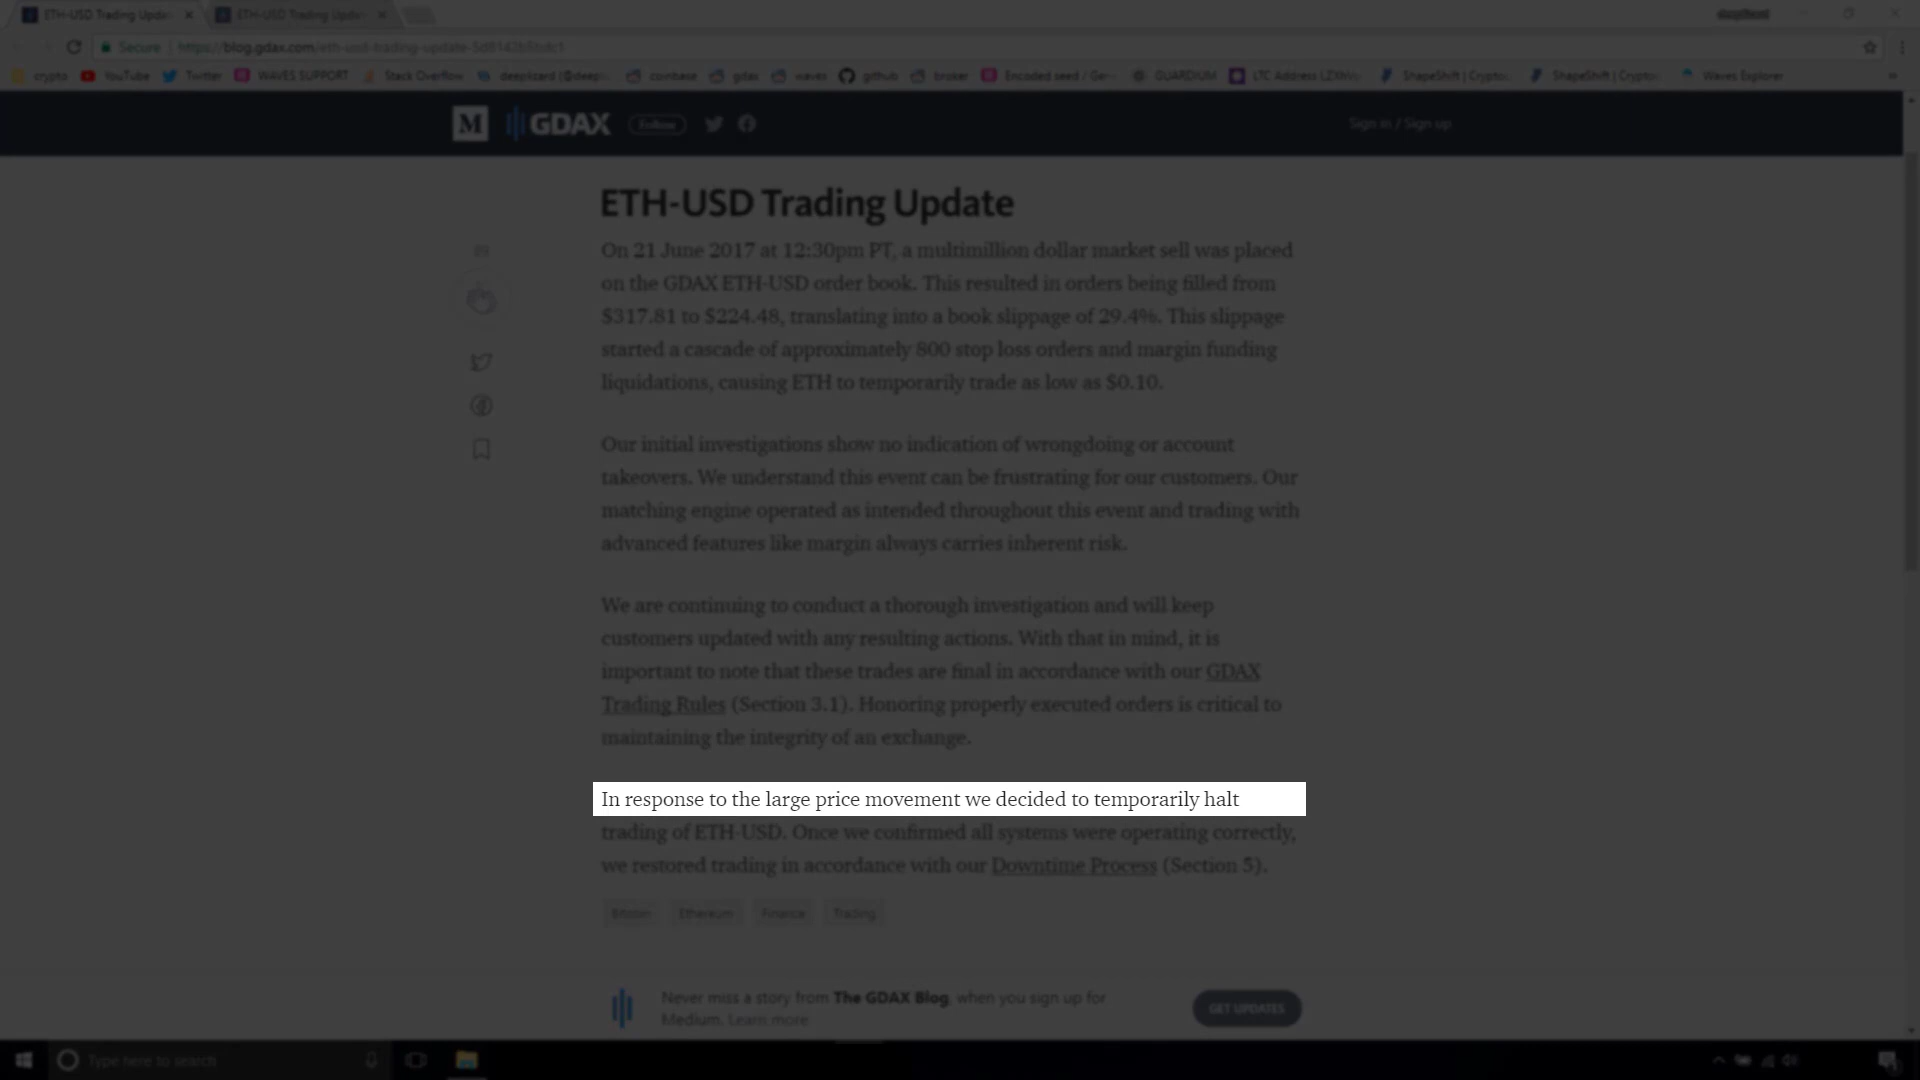 ETH-USD Trading Updat
ETH-USD Trading Updat
Secure
https://blog.gdax.com/eth-usd-trading-update-
crypto
YouTube
Twitter
WAVES SUPPORT
Stack Overflow
deeplizard (@deepli
coinbase
gdax
waves
github
broker
Encoded seed / Gen
GUARDIUM
LTC Address
ShapeShift | Crypto
ShapeShift | Crypto
Waves Explorer
M GDAX Follow
Sign in / Sign up
ETH-USD Trading Update
On 21 June 2017 at 12:30pm PT, a multimillion dollar market sell was placed
on the GDAX ETH-USD order book. This resulted in orders being filled from
$317.81 to $224.48, translating into a book slippage of 29.4%. This slippage
started a cascade of approximately 800 stop loss orders and margin funding
liquidations, causing ETH to temporarily trade as low as $0.10.
Our initial investigations show no indication of wrongdoing or account
takeovers. We understand this event can be frustrating for our customers. Our
matching engine operated as intended throughout this event and trading with
advanced features like margin always carries inherent risk.
We are continuing to conduct a thorough investigation and will keep
customers updated with any resulting actions. With that in mind, it is
important to note that these trades are final in accordance with our GDAX
Trading Rules (Section 3.1). Honoring properly executed orders is critical to
maintaining the integrity of an exchange.
In response to the large price movement we decided to temporarily halt
trading of ETH-USD. Once we confirmed all systems were operating correctly,
we restored trading in accordance with our Downtime Process (Section 5).
Bitcoin Ethereum Finance Trading
Never miss a story from The GDAX Blog, when you sign up for
Medium. Learn more
GET UPDATES
Type here to search